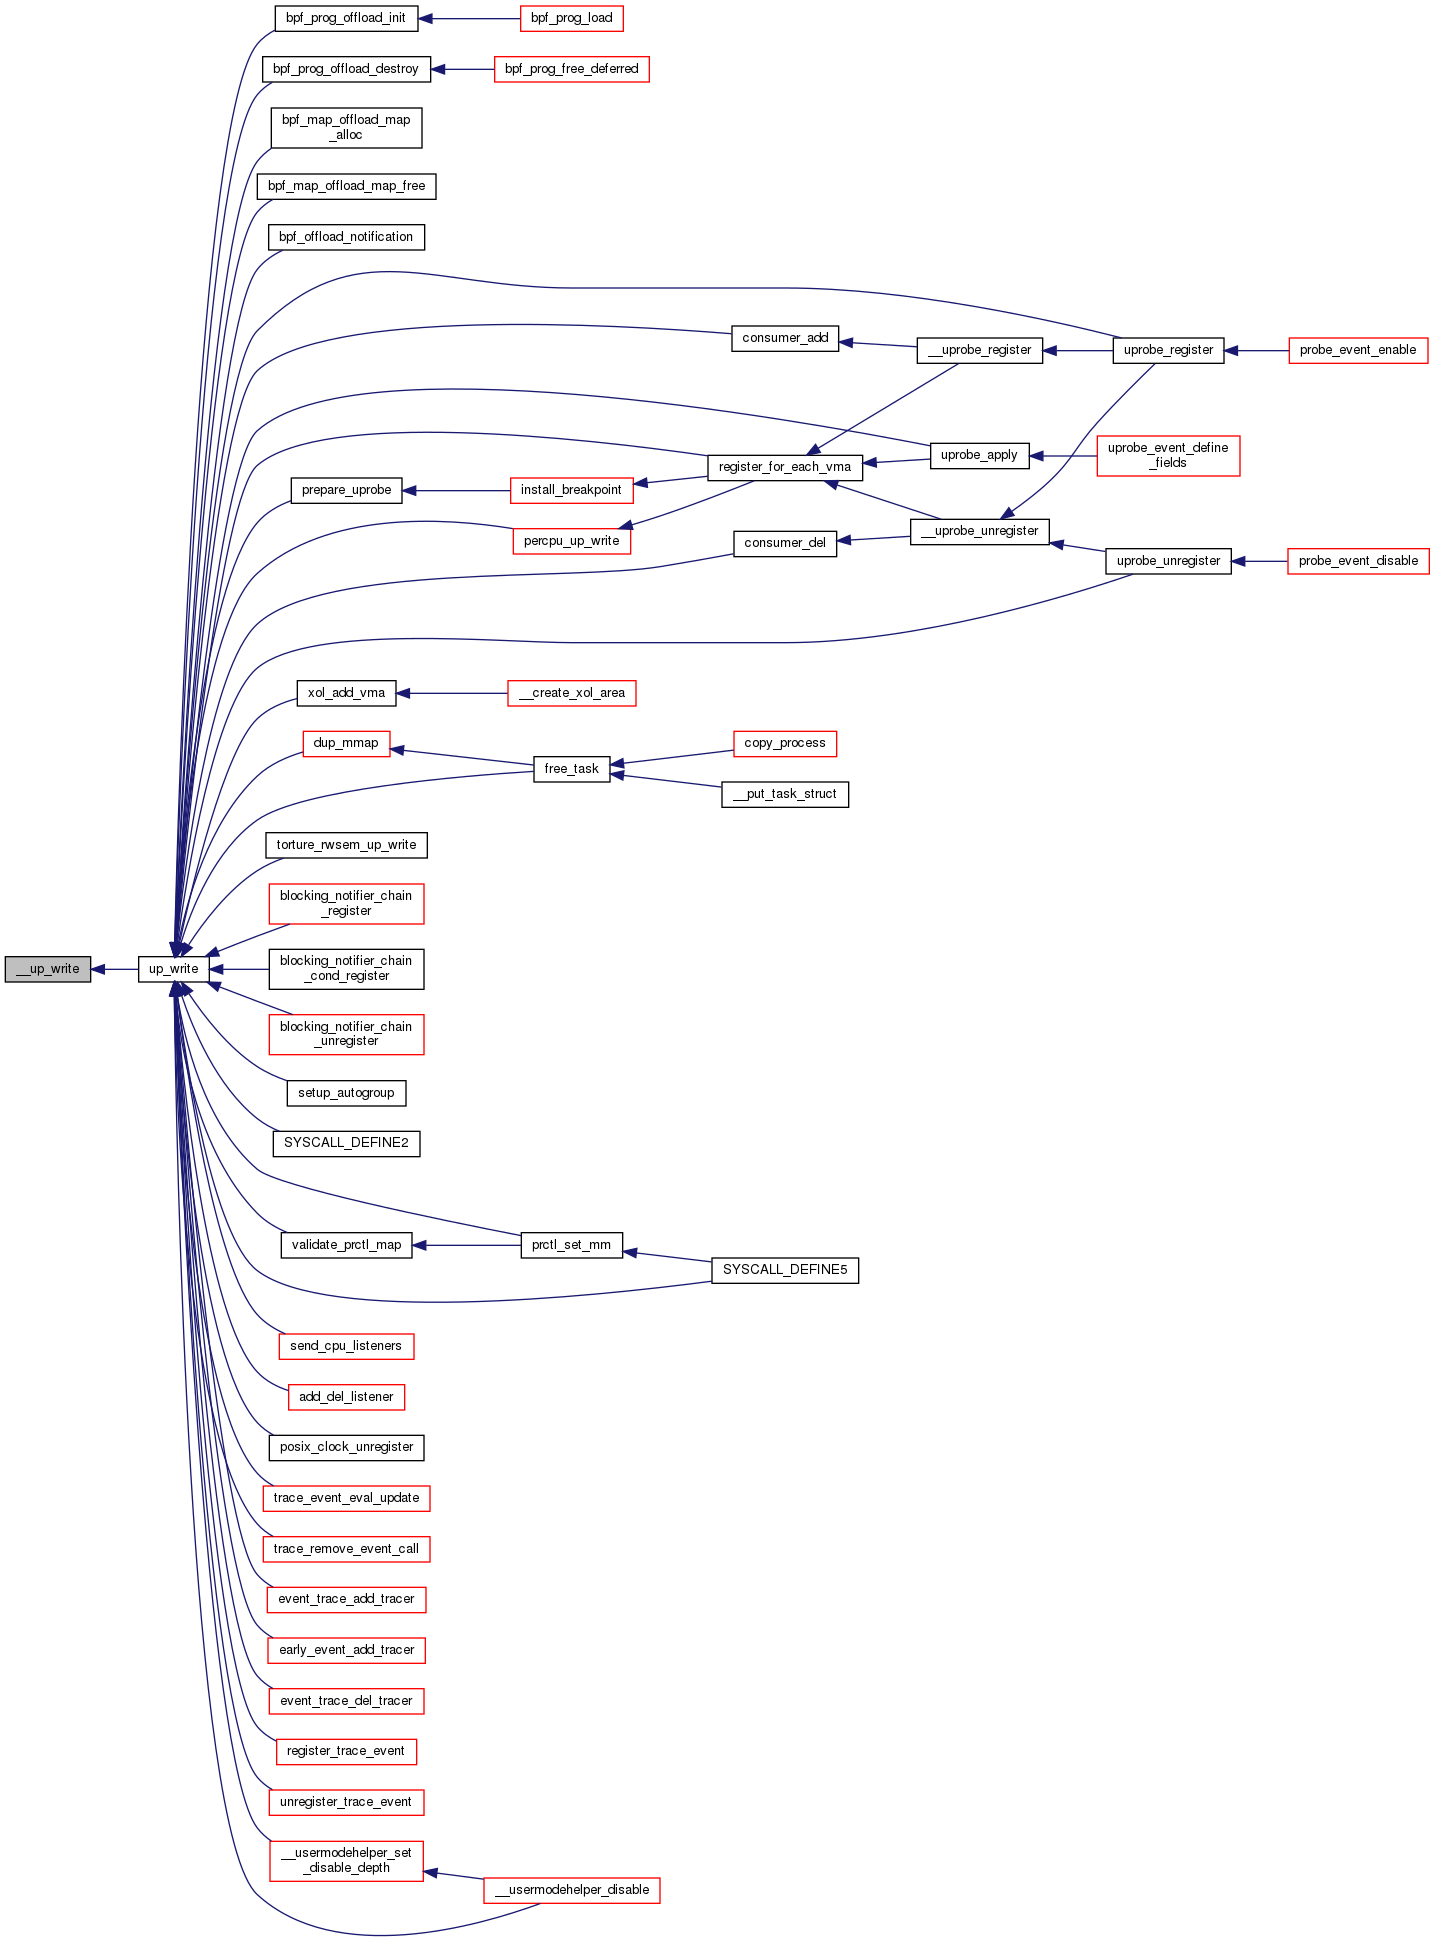 bpf_prog_offload_init
bpf_prog_load
bpf_prog_offload_destroy
bpf_prog_free_deferred
bpf_map_offload_map
_alloc
bpf_map_offload_map_free
bpf_offload_notification
consumer_add
__uprobe_register
uprobe_register
probe_event_enable
register_for_each_vma
uprobe_apply
uprobe_event_define
_fields
prepare_uprobe
install_breakpoint
percpu_up_write
consumer_del
__uprobe_unregister
uprobe_unregister
probe_event_disable
xol_add_vma
__create_xol_area
dup_mmap
free_task
copy_process
__put_task_struct
torture_rwsem_up_write
blocking_notifier_chain
_register
__up_write
up_write
blocking_notifier_chain
_cond_register
blocking_notifier_chain
_unregister
setup_autogroup
SYSCALL_DEFINE2
validate_prctl_map
prctl_set_mm
SYSCALL_DEFINE5
send_cpu_listeners
add_del_listener
posix_clock_unregister
trace_event_eval_update
trace_remove_event_call
event_trace_add_tracer
early_event_add_tracer
event_trace_del_tracer
register_trace_event
unregister_trace_event
__usermodehelper_set
_disable_depth
__usermodehelper_disable